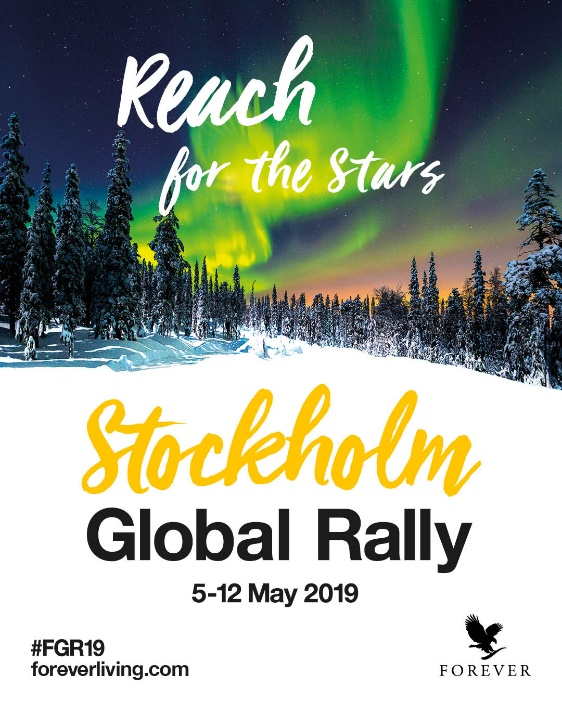 Reach
for the Stars
Stockholm
Global Rally
5-12 May 2019
#FGR19
foreverliving.com
FOREVER